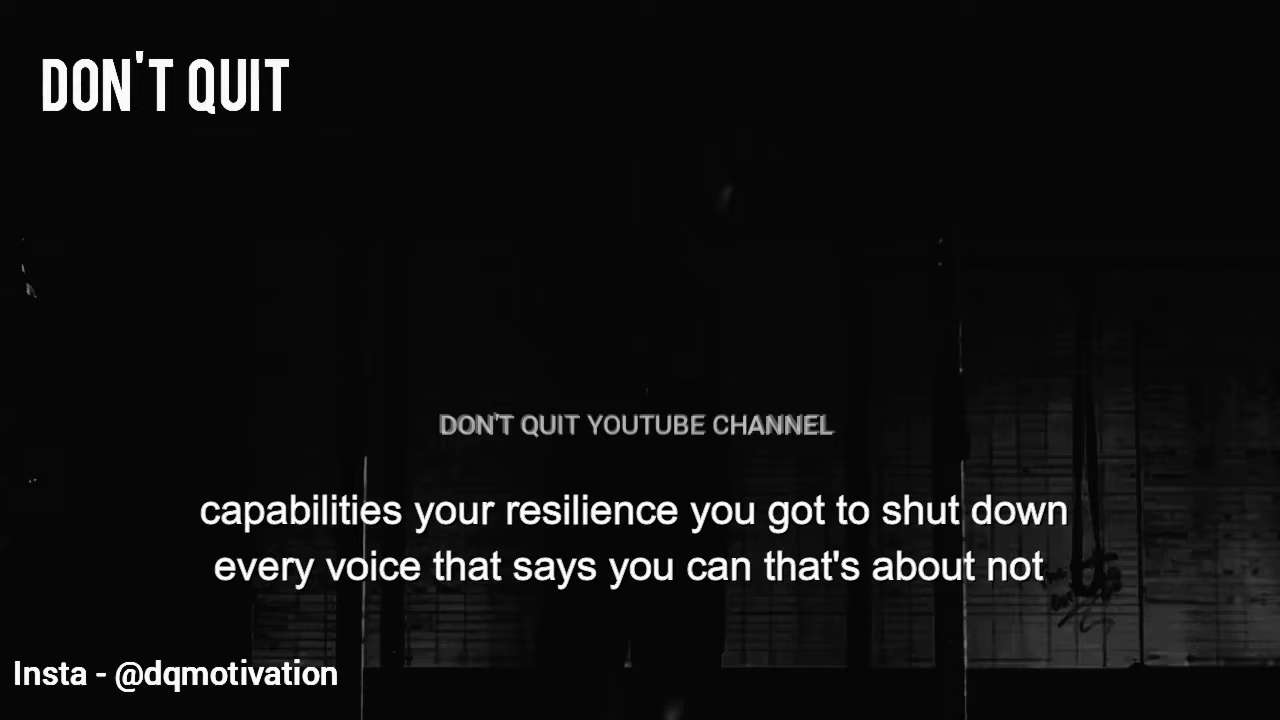 DON'T QUIT
DON'T QUIT YOUTUBE CHANNEL
capabilities your resilience you got to shut down
every voice that says you can that's about not
Insta - @dqmotivation